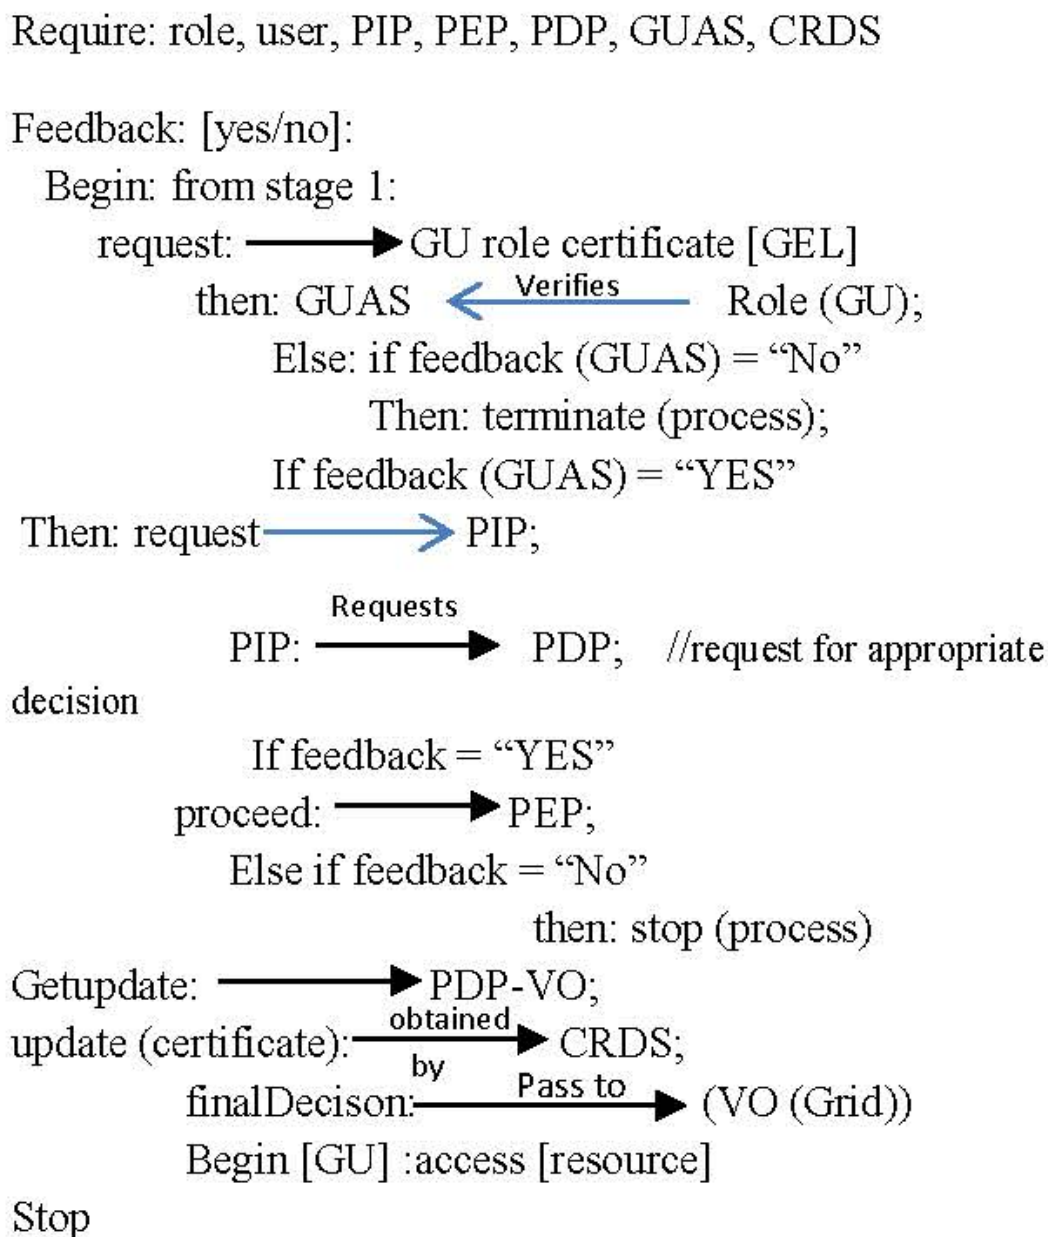 Require: role, user, PIP, PEP, PDP, GUAS, CRDS
Feedback: [yes/no]:
Begin: from stage 1:
request: GU role certificate [GEL]
then: GUAS Verifies Role (GU);
Else: if feedback (GUAS) = “No”
Then: terminate (process);
If feedback (GUAS) = “YES”
Then: request PIP;
Requests
PIP: PDP; //request for appropriate
decision
If feedback = “YES”
proceed: PEP;
Else if feedback = “No”
then: stop (process)
Getupdate: PDP-VO;
update (certificate): obtained by CRDS;
finalDecison: Pass to (VO (Grid))
Begin [GU] :access [resource]
Stop